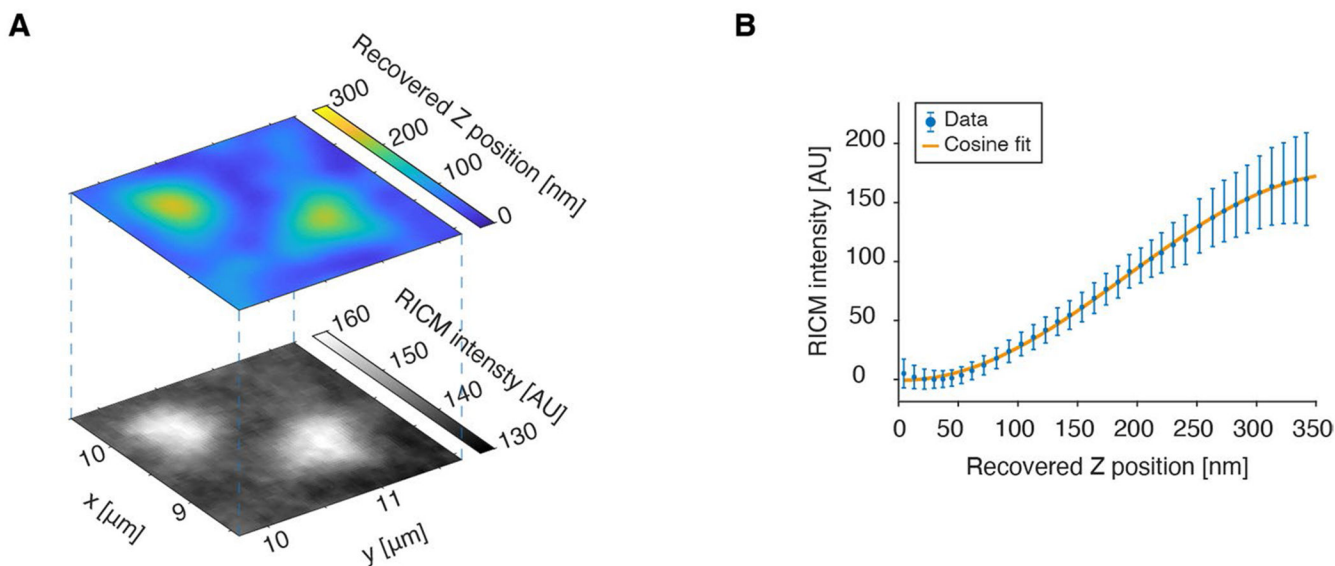 A
Recovered Z position [nm]
300
200
100
0
RICM intensty [AU]
160
150
140
130
10
9
x [μm]
10
11
y [μm]
B
Data
Cosine fit
RICM intensity [AU]
200
150
100
50
0
0 50 100 150 200 250 300 350
Recovered Z position [nm]